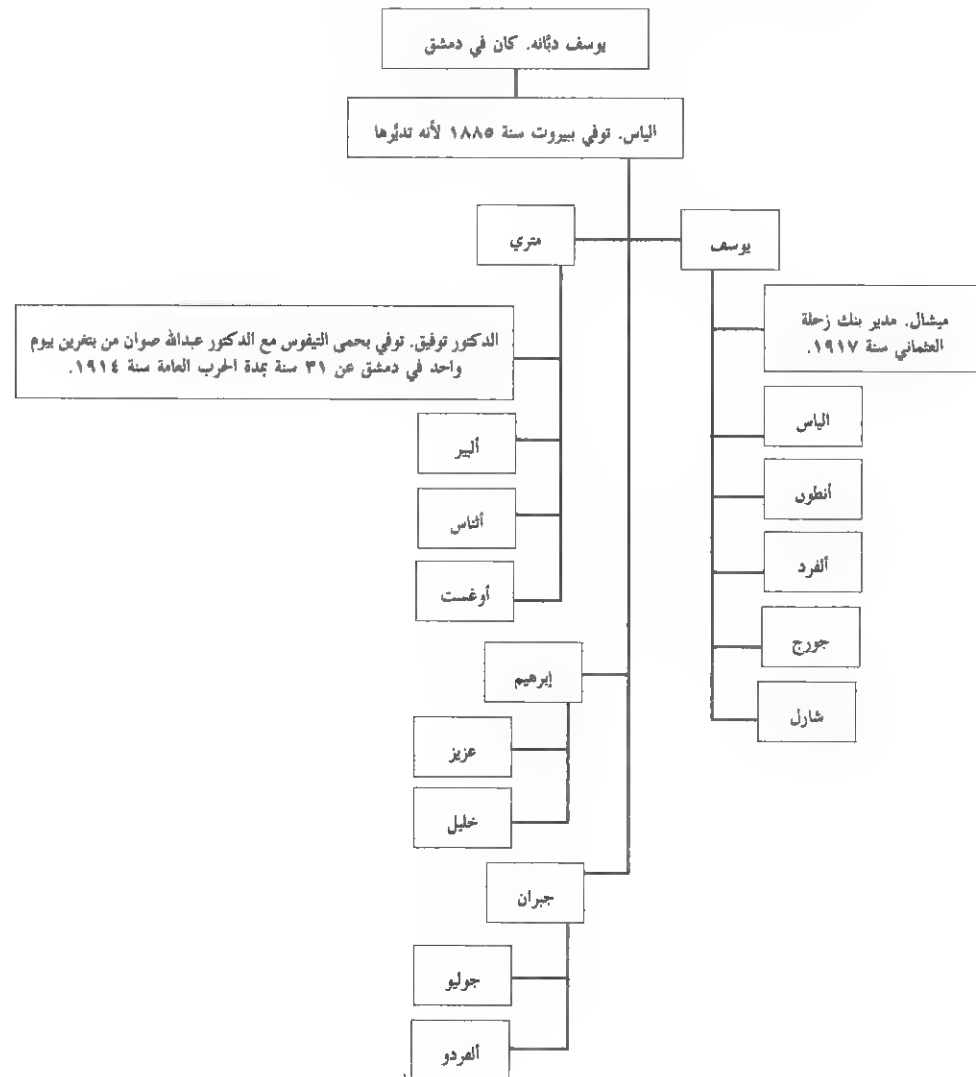 يوسف دبّانه. كان في دمشق
الياس. توفي ببيروت سنة ١٨٨٥ لأنه تديَّرها
يوسف
متري
ميشال. مدير بنك زحلة
العثماني سنة ١٩١٧.
الياس
أنطون
ألفرد
جورج
شارل
الدكتور توفيق. توفي بحمى التيفوس مع الدكتور عبدالله صوان من بتغرين بيوم
واحد في دمشق عن ٣١ سنة بمدة الحرب العامة سنة ١٩١٤.
ألبير
أثناس
أوغست
إبرهيم
عزيز
خليل
جبران
جوليو
ألفردو